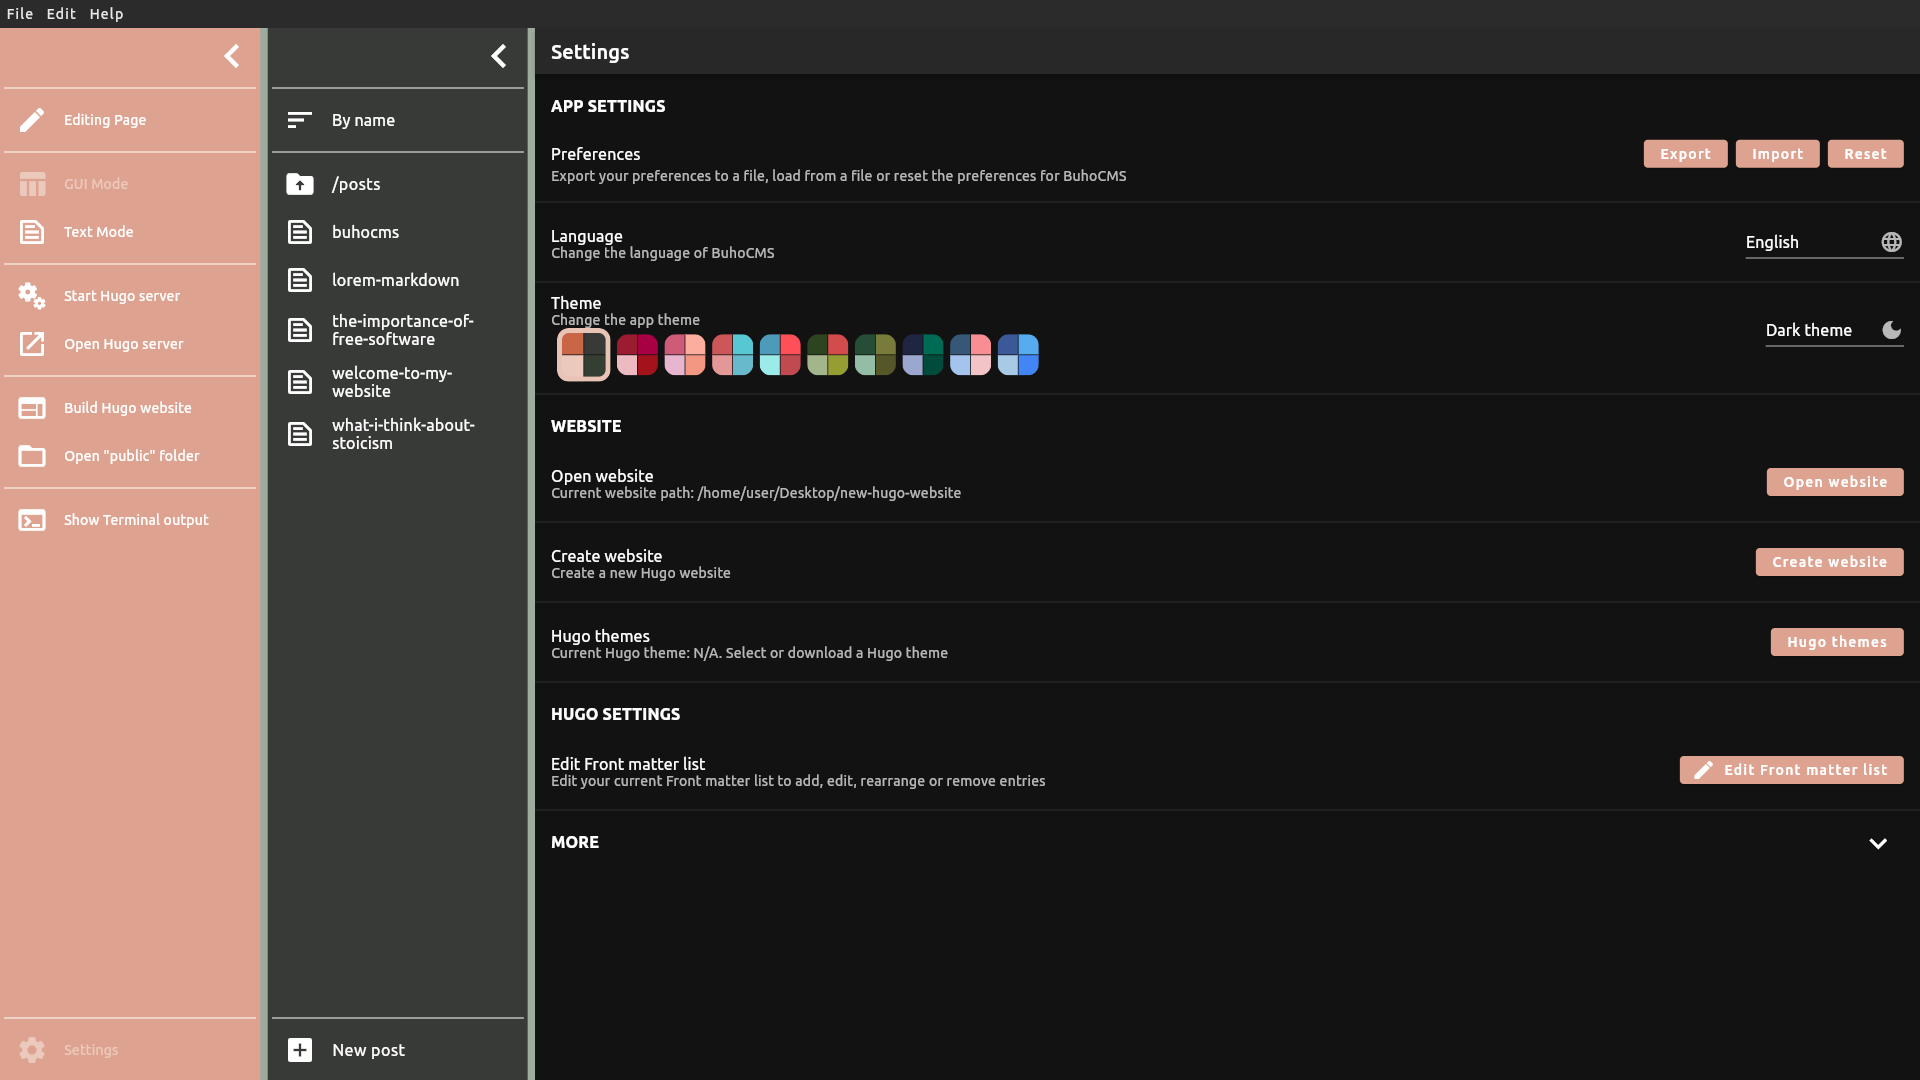 File Edit Help
Editing Page
GUI Mode
Text Mode
Start Hugo server
Open Hugo server
Build Hugo website
Open "public" folder
Show Terminal output
Settings
By name
/posts
buhocms
lorem-markdown
the-importance-of-
free-software
welcome-to-my-
website
what-i-think-about-
stoicism
New post
Settings
APP SETTINGS
Preferences
Export your preferences to a file, load from a file or reset the preferences for BuhoCMS
Export Import Reset
Language
Change the language of BuhoCMS
English
Theme
Change the app theme
Dark theme
WEBSITE
Open website
Current website path: /home/user/Desktop/new-hugo-website
Open website
Create website
Create a new Hugo website
Create website
Hugo themes
Current Hugo theme: N/A. Select or download a Hugo theme
Hugo themes
HUGO SETTINGS
Edit Front matter list
Edit your current Front matter list to add, edit, rearrange or remove entries
Edit Front matter list
MORE